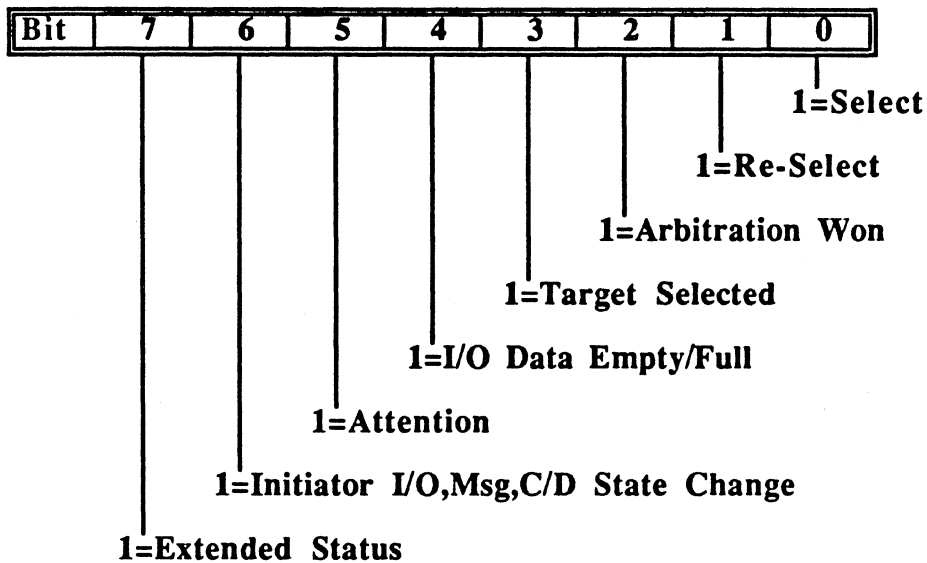 Bit 7 6 5 4 3 2 1 0
1=Select
1=Re-Select
1=Arbitration Won
1=Target Selected
1=I/O Data Empty/Full
1=Attention
1=Initiator I/O,Msg,C/D State Change
1=Extended Status